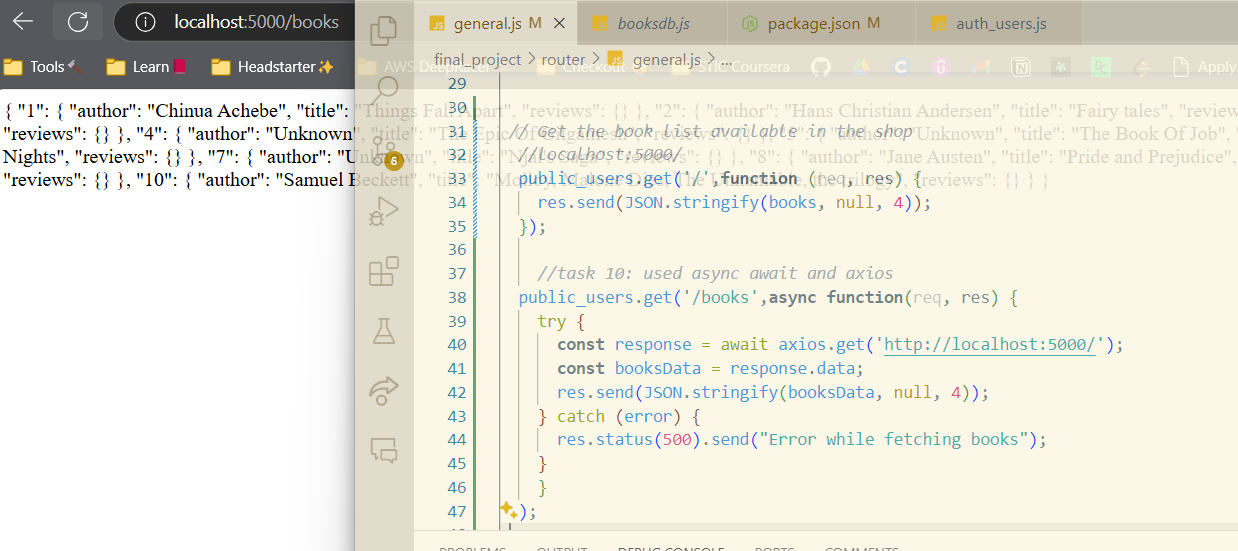 localhost:5000/books
Tools
Learn
Headstarter
AWS DeepRacer
Checkout
STIC Coursera
Apply
{ "1": { "author": "Chinua Achebe", "title": "Things Fall Apart", "reviews": {} }, "2": { "author": "Hans Christian Andersen", "title": "Fairy tales", "review
"reviews": {} }, "4": { "author": "Unknown", "title": "The Epic Of Gilgamesh", "reviews": {} }, "author": "Unknown", "title": "The Book Of Job",
Nights", "reviews": {} }, "7": { "author": "Unknown", "title": "Njál's Saga", "reviews": {} }, "8": { "author": "Jane Austen", "title": "Pride and Prejudice",
"reviews": {} }, "10": { "author": "Samuel Beckett", "title": "Molloy, Malone Dies, The Unnamable, the trilogy", "reviews": {} } }
general.js M
booksdb.js
package.json M
auth_users.js
final_project > router > general.js > ...
6
29
30
31 // Get the book list available in the shop
32 //localhost:5000/
33 public_users.get('/',function (req, res) {
34 res.send(JSON.stringify(books, null, 4));
35 });
36
37 //task 10: used async await and axios
38 public_users.get('/books',async function(req, res) {
39 try {
40 const response = await axios.get('http://localhost:5000/');
41 const booksData = response.data;
42 res.send(JSON.stringify(booksData, null, 4));
43 } catch (error) {
44 res.status(500).send("Error while fetching books");
45 }
46 }
47 );
PROBLEMS OUTPUT DEBUG CONSOLE PORTS COMMENTS